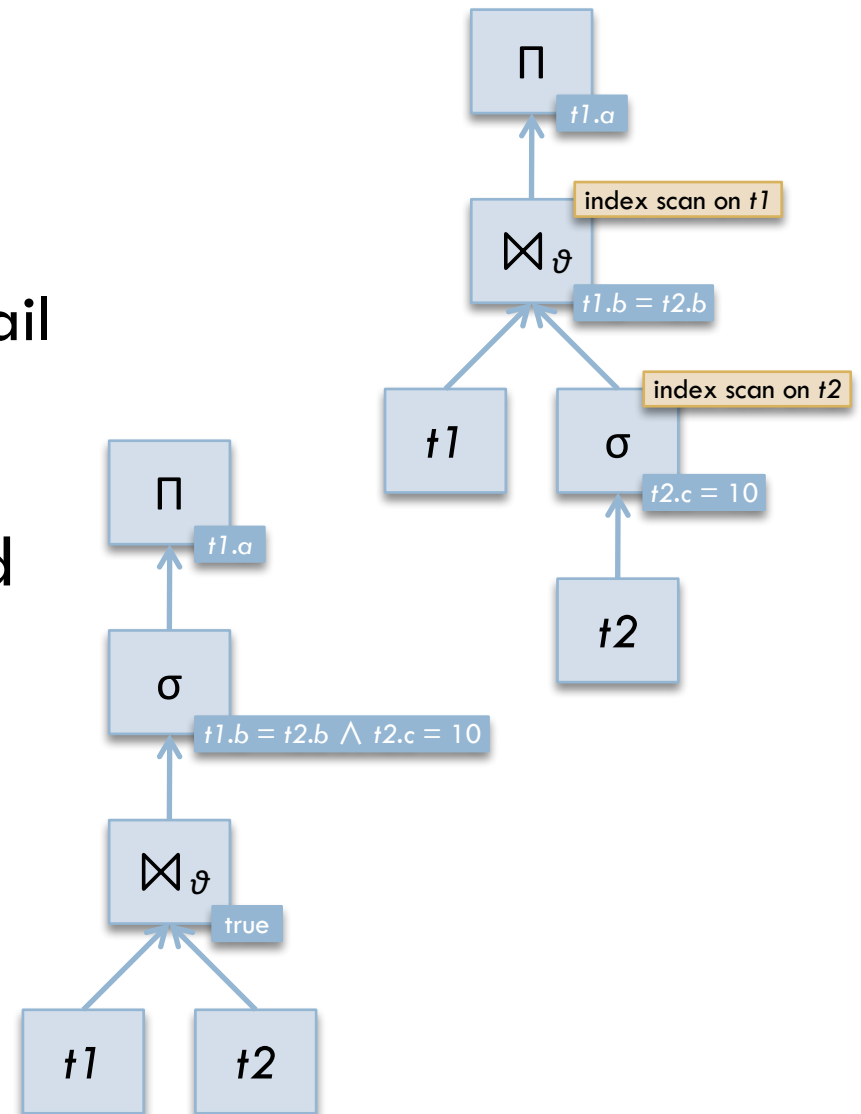 Π
t1.a
index scan on t1
⋈ ϑ
t1.b = t2.b
ail
index scan on t2
t1
σ
t2.c = 10
Π
t1.a
d
t2
σ
t1.b = t2.b ∧ t2.c = 10
⋈ ϑ
true
t1
t2